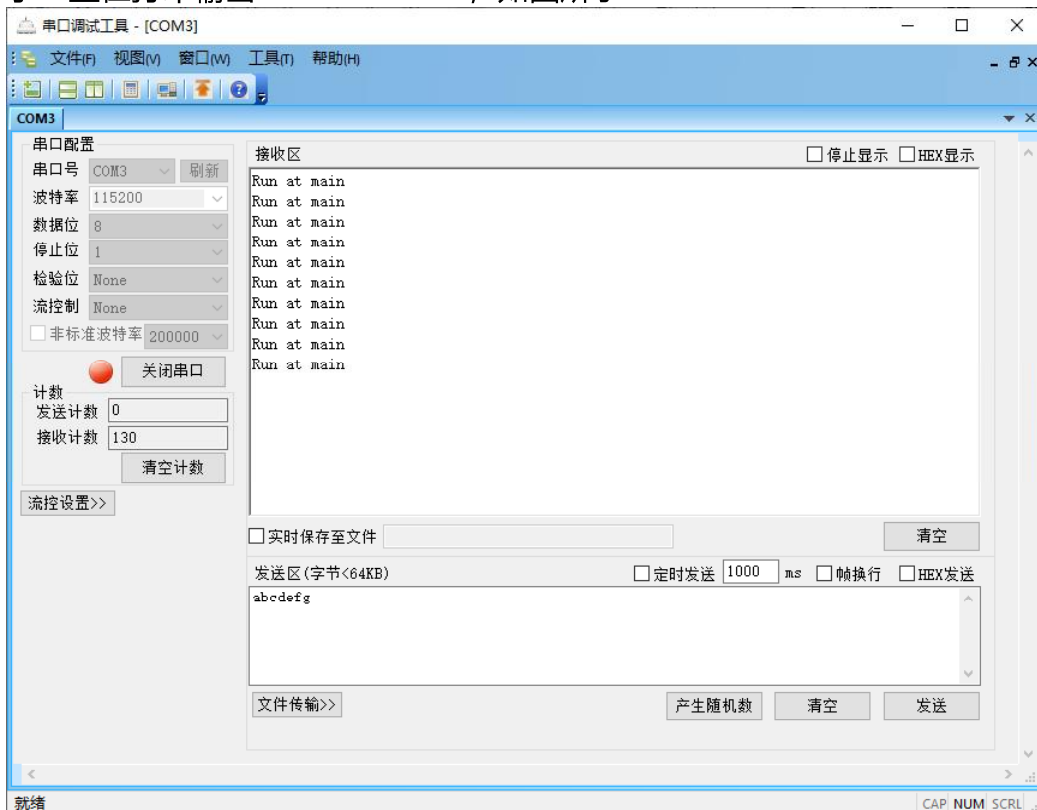 串口调试工具 - [COM3]
文件(F) 视图(V) 窗口(W) 工具(T) 帮助(H)
COM3
串口配置
串口号 COM3 刷新
波特率 115200
数据位 8
停止位 1
检验位 None
流控制 None
非标准波特率 200000
关闭串口
计数
发送计数 0
接收计数 130
清空计数
流控设置>>
接收区 停止显示 HEX显示
Run at main
Run at main
Run at main
Run at main
Run at main
Run at main
Run at main
Run at main
Run at main
Run at main
实时保存至文件 清空
发送区(字节<64KB) 定时发送 1000 ms 帧换行 HEX发送
abcdefg
文件传输>> 产生随机数 清空 发送
就绪 CAP NUM SCRL